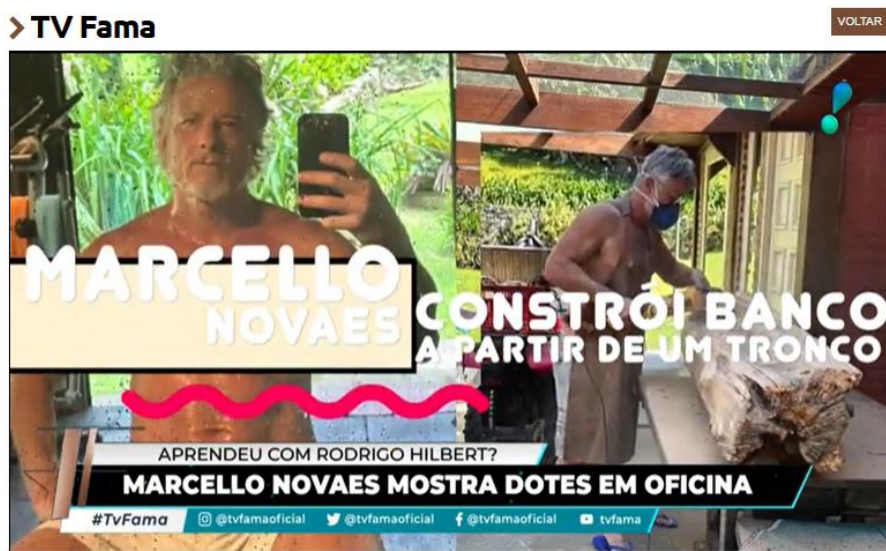 TV Fama
VOLTAR
MARCELLO
NOVAES
CONSTRÓI BANCO
A PARTIR DE UM TRONCO
APRENDEU COM RODRIGO HILBERT?
MARCELLO NOVAES MOSTRA DOTES EM OFICINA
#TvFama @tvfamaoficial @tvfamaoficial @tvfamaoficial tvfama